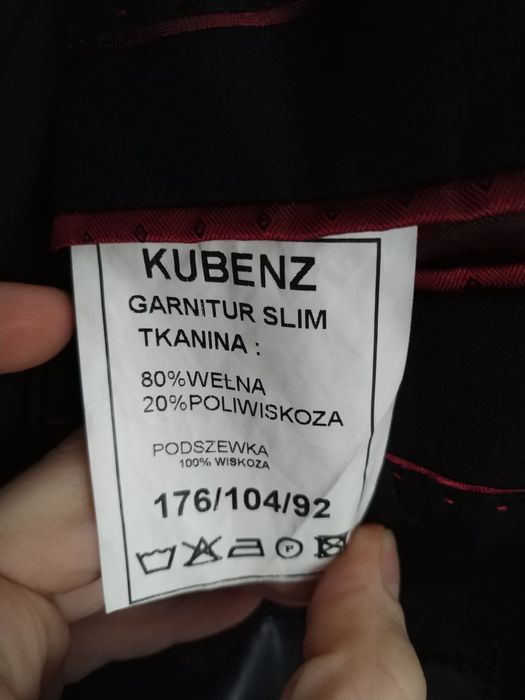 KUBENZ
GARNITUR SLIM
TKANINA :
80%WEŁNA
20%POLIWISKOZA
PODSZEWKA
100% WISKOZA
176/104/92
P